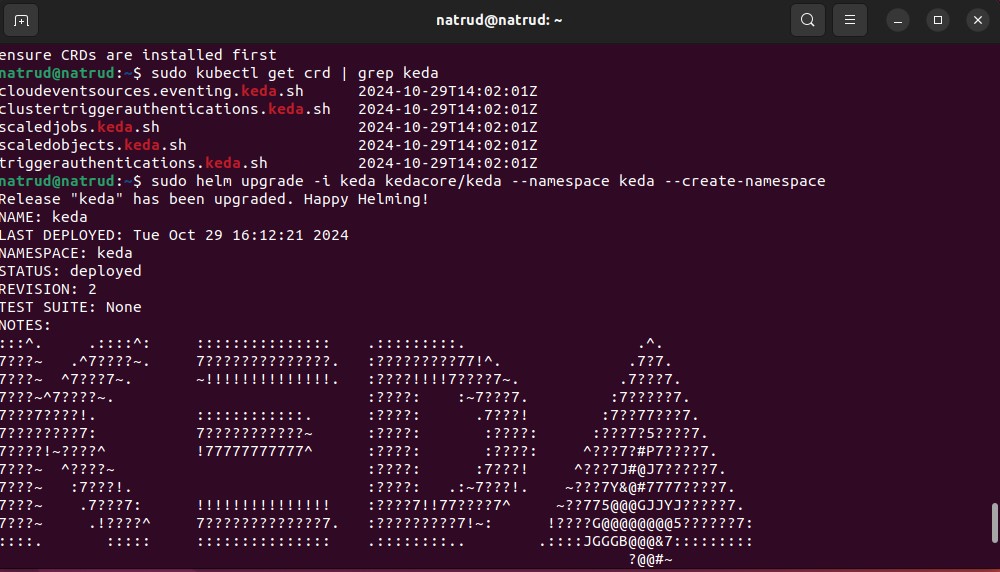 natrud@natrud: ~
ensure CRDs are installed first
natrud@natrud:~$ sudo kubectl get crd | grep keda
cloudeventsources.eventing.keda.sh      2024-10-29T14:02:01Z
clustertriggerauthentications.keda.sh   2024-10-29T14:02:01Z
scaledjobs.keda.sh                      2024-10-29T14:02:01Z
scaledobjects.keda.sh                   2024-10-29T14:02:01Z
triggerauthentications.keda.sh          2024-10-29T14:02:01Z
natrud@natrud:~$ sudo helm upgrade -i keda kedacore/keda --namespace keda --create-namespace
Release "keda" has been upgraded. Happy Helming!
NAME: keda
LAST DEPLOYED: Tue Oct 29 16:12:21 2024
NAMESPACE: keda
STATUS: deployed
REVISION: 2
TEST SUITE: None
NOTES:
:::^.     .::::^:     :::::::::::::::    .:::::::::.                   .^.
7???~   .^7????~.     7??????????????.   :?????????77!^.              .7?7.
7???~  ^7???7~.       ~!!!!!!!!!!!!!!.   :????!!!!7????7~.           .7???7.
7???~^7????~.                            :????:    :~7???7.         :7?????7.
7???7????!.           ::::::::::::.      :????:      .7???!        :7??77???7.
7????????7:           7???????????~      :????:       :????:      :???7?5????7.
7????!~????^          !77777777777^      :????:       :????:     ^???7?#P7????7.
7???~  ^????~                            :????:      :7???!     ^???7J#@J7?????7.
7???~   :7???!.                          :????:   .:~7???!.    ~???7Y&@#7777????7.
7???~    .7???7:      !!!!!!!!!!!!!!!    :????7!!77????7^     ~??775@@@GJJYJ?????7.
7???~     .!????^     7?????????????7.   :?????????7!~:      !????G@@@@@@@@5??????7:
::::.       :::::     :::::::::::::::    .::::::::..        .::::JGGGB@@@&7:::::::::
                                                                      ?@@#~